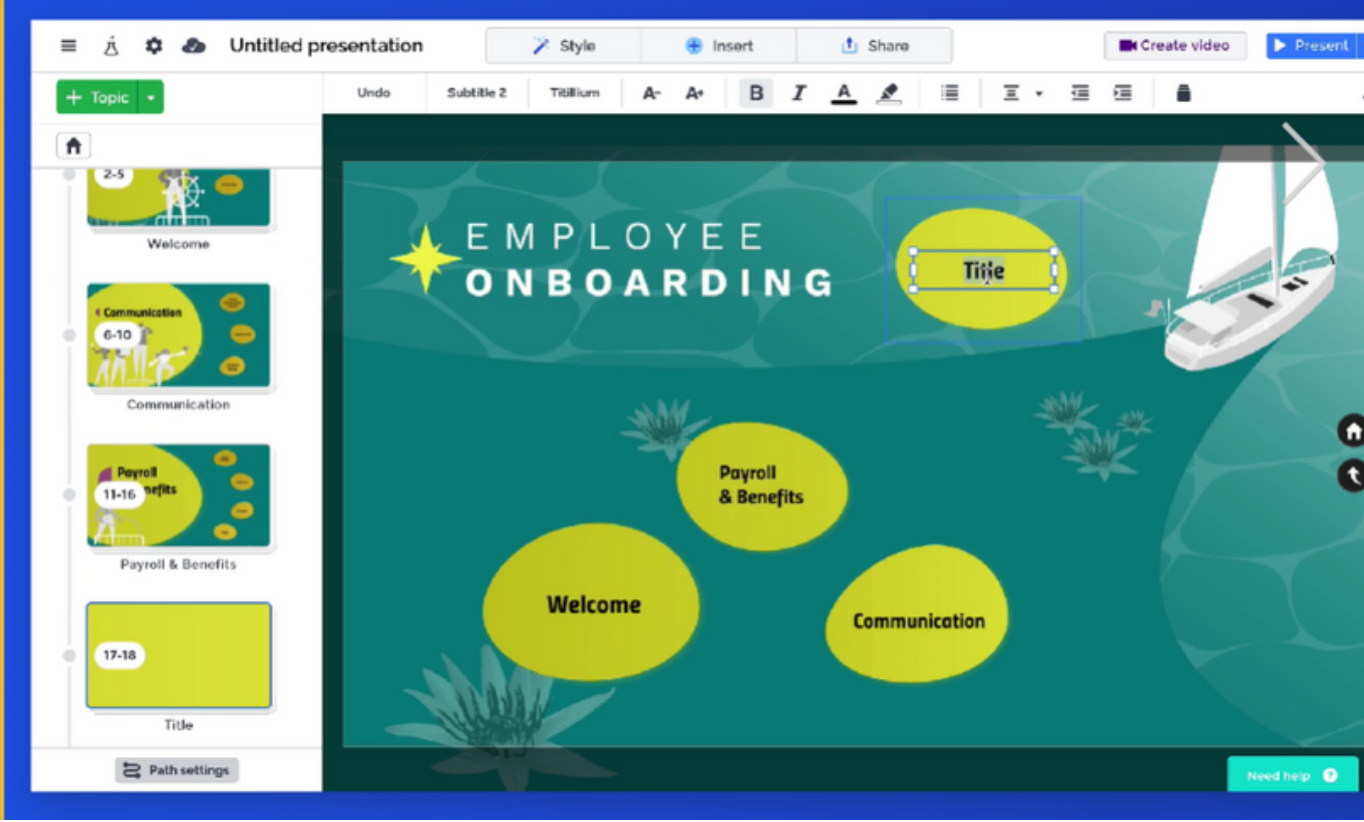 Untitled presentation
Style
Insert
Share
Create video
Present
+ Topic
Undo
Subtitle 2
Titillium
A-
A+
B
I
A
2-5
Welcome
Communication
6-10
Communication
Payroll
11-16
Payroll & Benefits
17-18
Title
Path settings
EMPLOYEE
ONBOARDING
Title
Payroll
& Benefits
Welcome
Communication
Need help ?